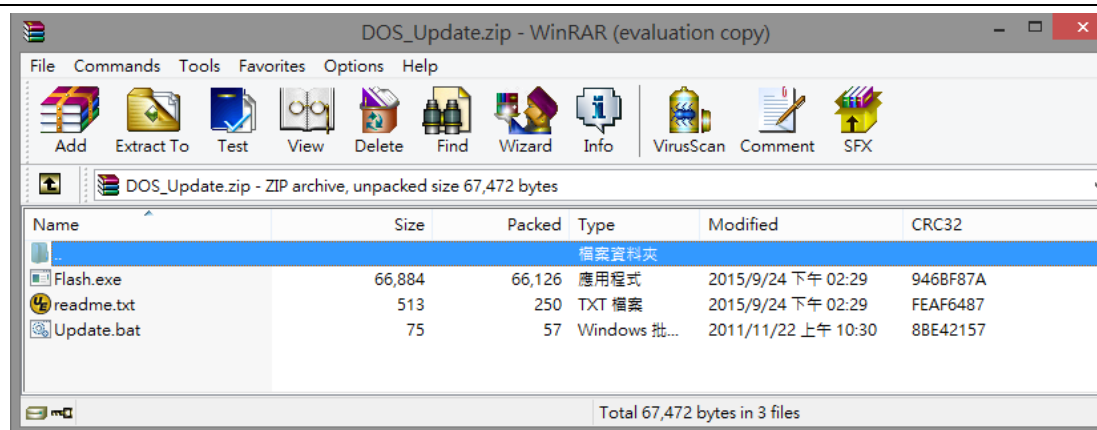 DOS_Update.zip - WinRAR (evaluation copy)
File Commands Tools Favorites Options Help
Add Extract To Test View Delete Find Wizard Info VirusScan Comment SFX
DOS_Update.zip - ZIP archive, unpacked size 67,472 bytes
Name Size Packed Type Modified CRC32
.. 檔案資料夾
Flash.exe 66,884 66,126 應用程式 2015/9/24 下午 02:29 946BF87A
readme.txt 513 250 TXT 檔案 2015/9/24 下午 02:29 FEAF6487
Update.bat 75 57 Windows 批... 2011/11/22 上午 10:30 8BE42157
Total 67,472 bytes in 3 files